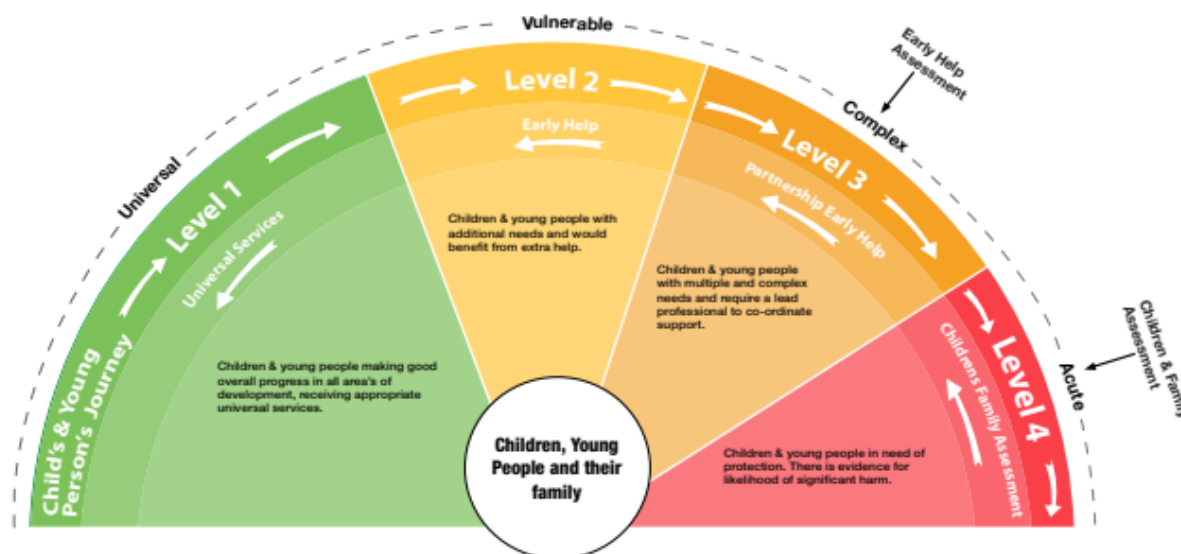 Universal
Child's & Young
Person's Journey
Level 1
Universal Services
Children & young people making good
overall progress in all area's of
development, receiving appropriate
universal services.
Vulnerable
Level 2
Early Help
Children & young people with
additional needs and would
benefit from extra help.
Early Help
Assessment
Complex
Level 3
Partnership Early Help
Children & young people
with multiple and complex
needs and require a lead
professional to co-ordinate
support.
Children & Family
Assessment
Acute
Level 4
Childrens Family Assessment
Children & young people in need of
protection. There is evidence for
likelihood of significant harm.
Children, Young
People and their
family